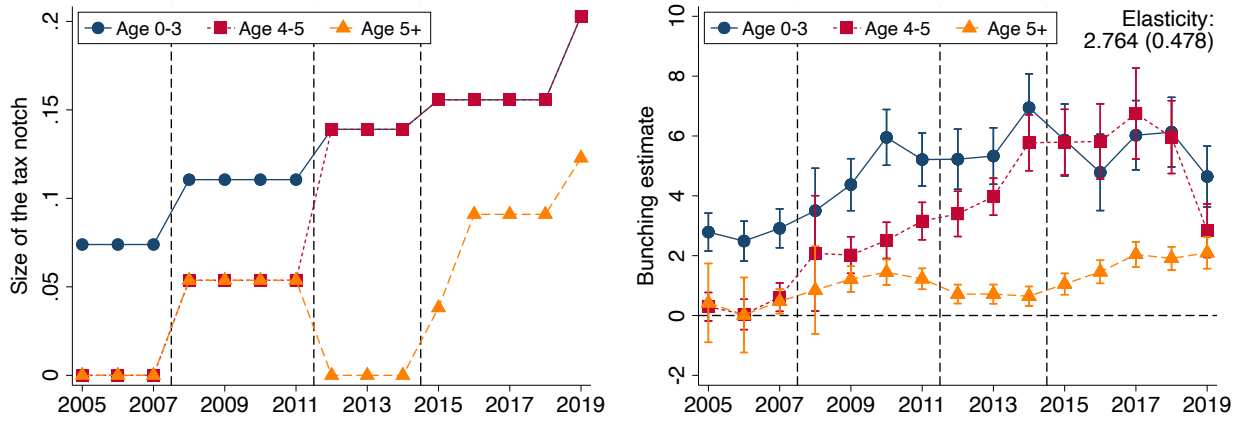 Age 0-3 Age 4-5 Age 5+
Size of the tax notch
.2
.15
.1
.05
0
2005 2007 2009 2011 2013 2015 2017 2019
Age 0-3 Age 4-5 Age 5+
Elasticity:
2.764 (0.478)
Bunching estimate
10
8
6
4
2
0
-2
2005 2007 2009 2011 2013 2015 2017 2019